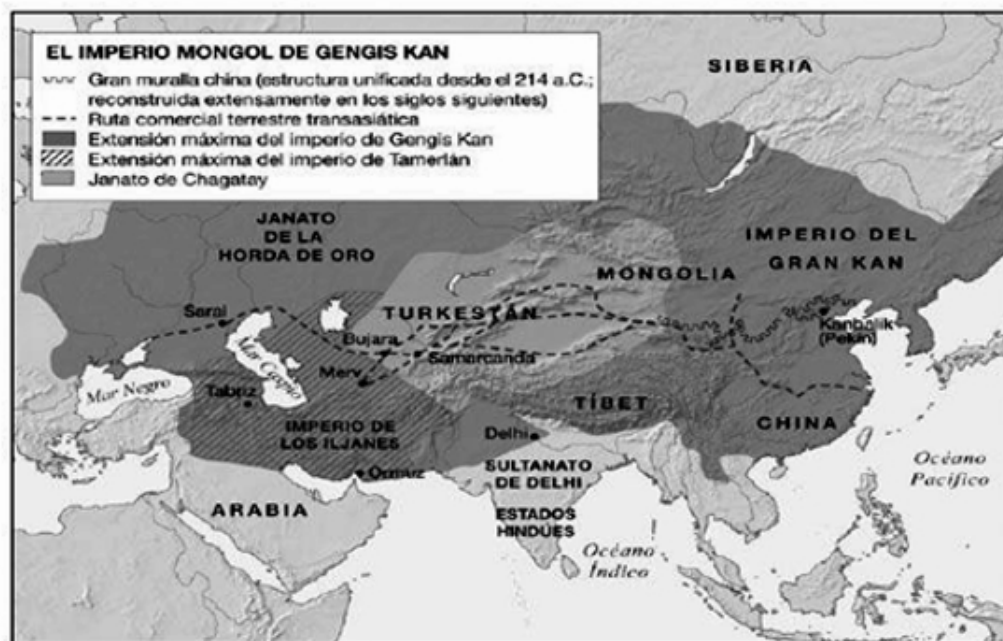 EL IMPERIO MONGOL DE GENGIS KAN
Gran muralla china (estructura unificada desde el 214 a.C.;
reconstruida extensamente en los siglos siguientes)
Ruta comercial terrestre transasiática
Extensión máxima del imperio de Gengis Kan
Extensión máxima del imperio de Tamerlán
Janato de Chagatay
SIBERIA
JANATO
DE LA
HORDA DE ORO
IMPERIO DEL
GRAN KAN
MONGOLIA
Sarai
TURKESTÁN
Bujara
Kanbalik
(Pekín)
Mar Caspio
Samarcanda
Merv
Mar Negro
Tabriz
TÍBET
IMPERIO DE
LOS ILJANES
CHINA
Delhi
Océano
Pacífico
SULTANATO
DE DELHI
Ormuz
ARABIA
ESTADOS
HINDÚES
Océano
Índico